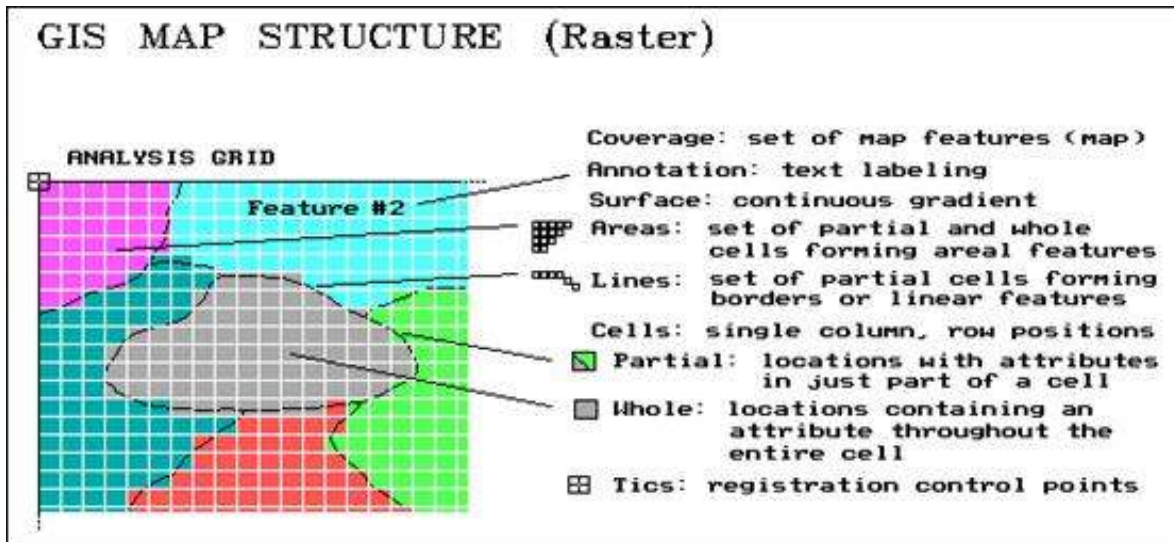 GIS MAP STRUCTURE (Raster)
ANALYSIS GRID
Feature #2
Coverage: set of map features (map)
Annotation: text labeling
Surface: continuous gradient
Areas: set of partial and whole
cells forming areal features
Lines: set of partial cells forming
borders or linear features
Cells: single column, row positions
Partial: locations with attributes
in just part of a cell
Whole: locations containing an
attribute throughout the
entire cell
Tics: registration control points